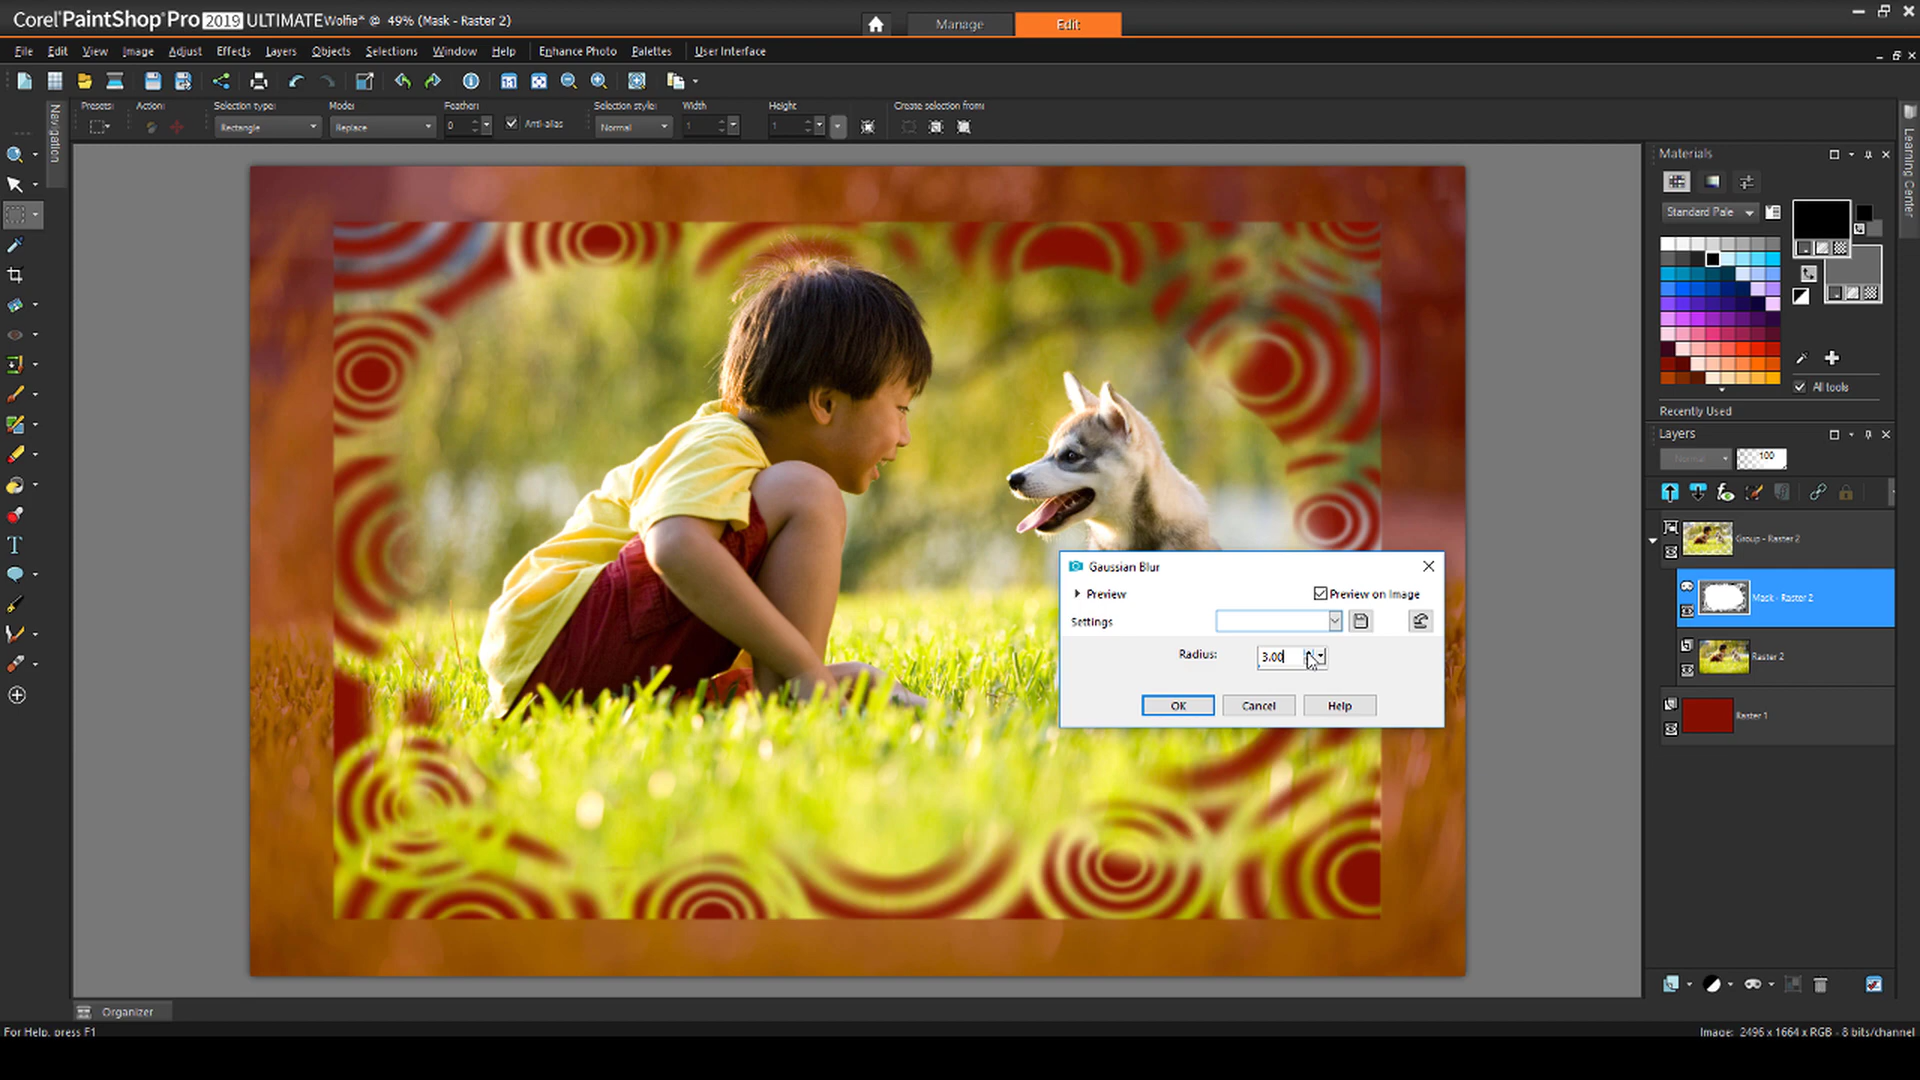 Corel PaintShop Pro 2019 ULTIMATE Wolfie* @ 49% (Mask - Raster 2)
Manage
Edit
File Edit View Image Adjust Effects Layers Objects Selections Window Help Enhance Photo Palettes User Interface
Presets: Action: Selection type: Mode: Feather: Selection style: Width Height Create selection from:
Rectangle Replace 0 Anti-alias Normal 1 1
Navigation
Learning Center
Materials
Standard Pale
All tools
Recently Used
Layers
Normal 100
Group - Raster 2
Mask - Raster 2
Raster 2
Raster 1
Gaussian Blur
Preview
Preview on Image
Settings
Radius: 3.00
OK Cancel Help
Organizer
For Help, press F1
Image: 2496 x 1664 x RGB - 8 bits/channel